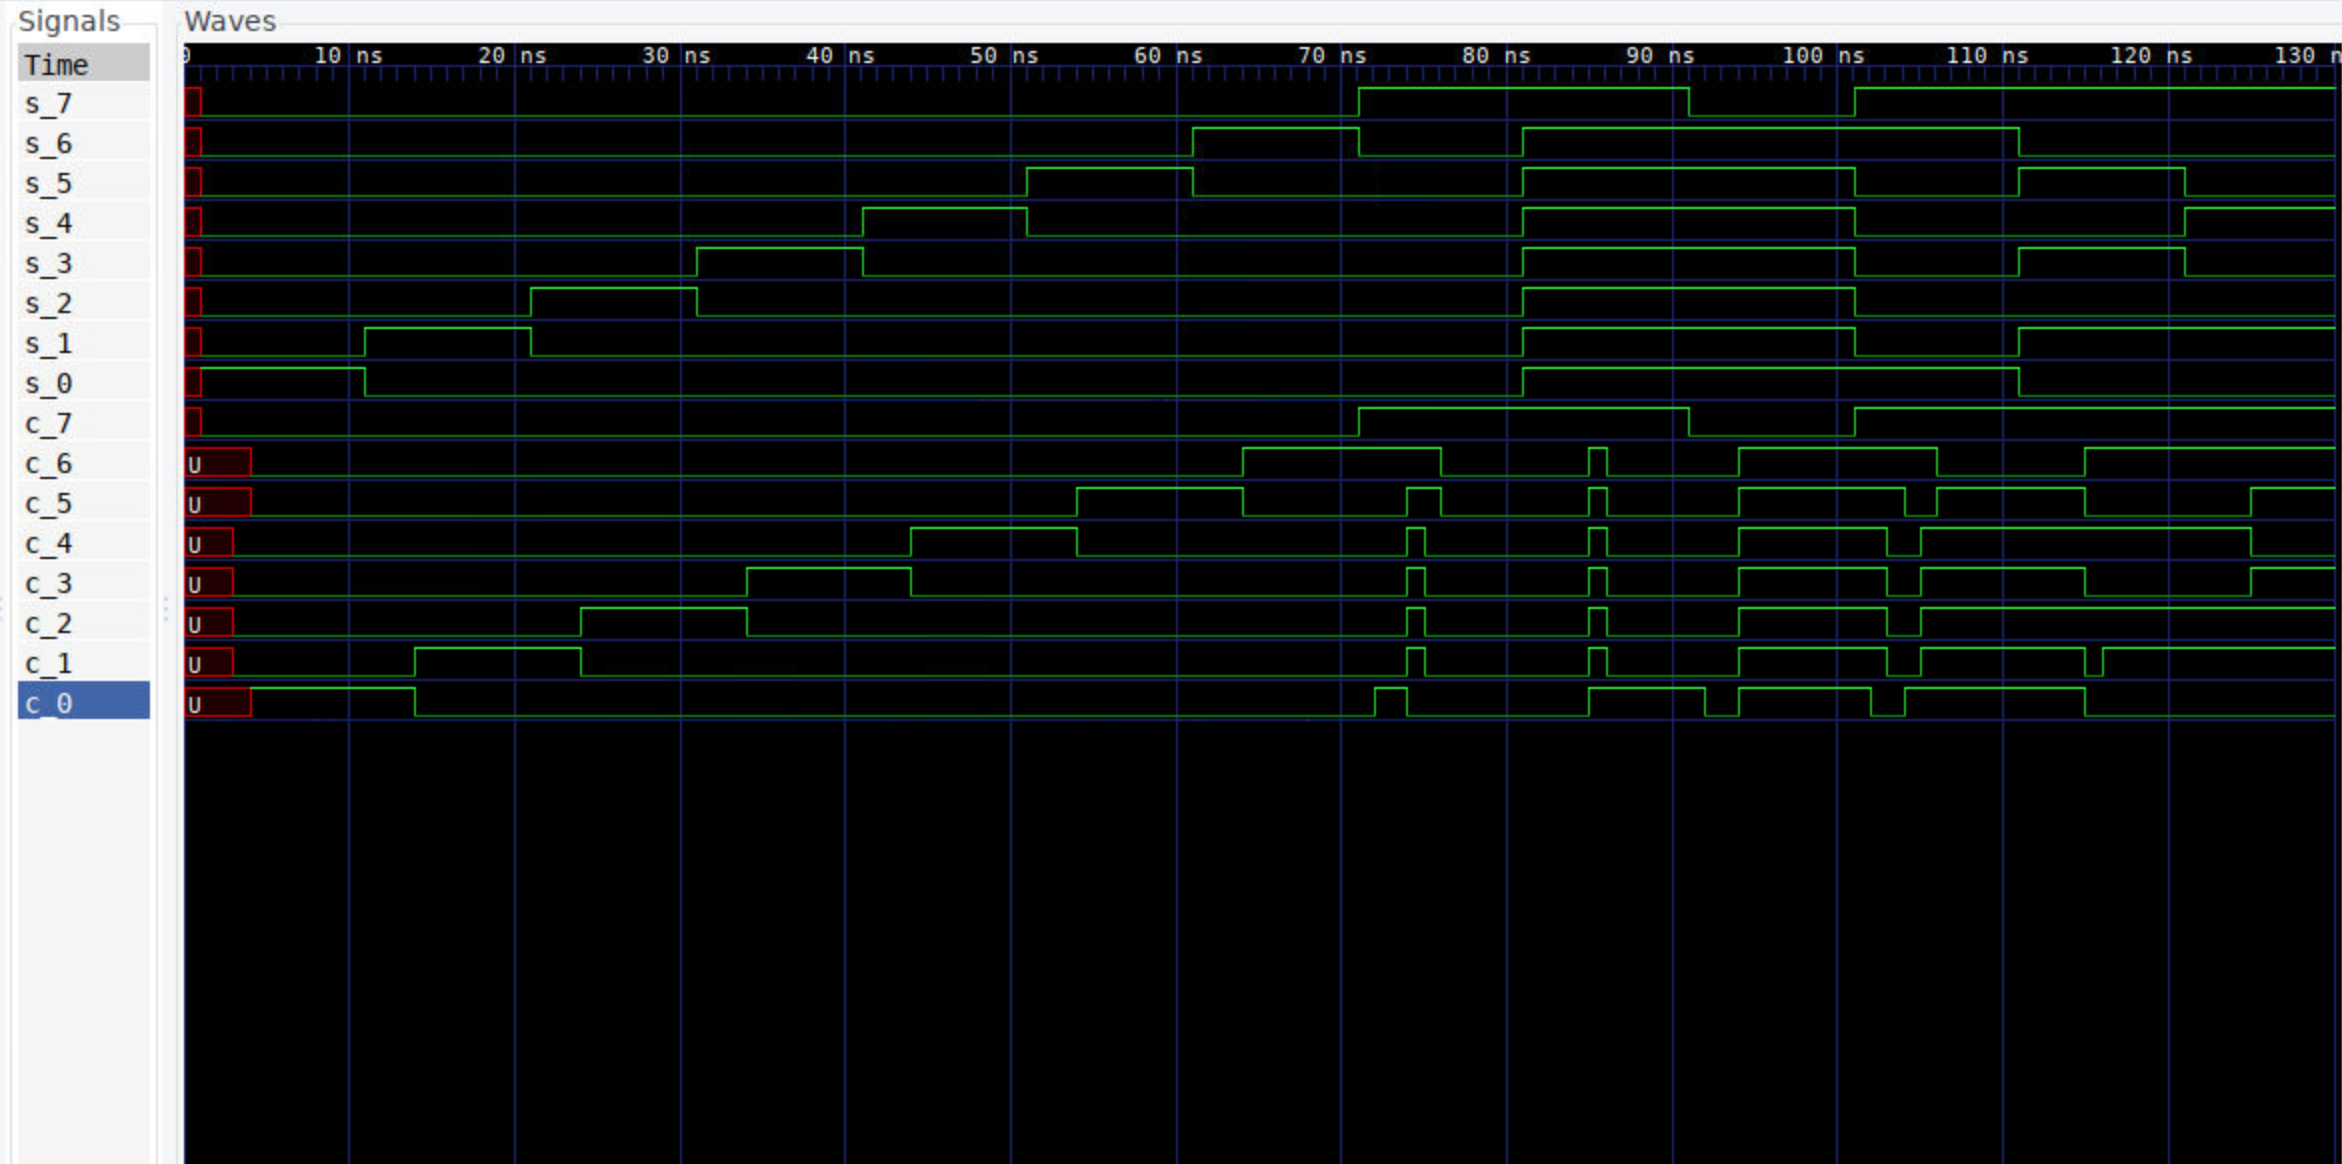 Signals Waves
Time 0 10 ns 20 ns 30 ns 40 ns 50 ns 60 ns 70 ns 80 ns 90 ns 100 ns 110 ns 120 ns 130 n
s_7
s_6
s_5
s_4
s_3
s_2
s_1
s_0
c_7
c_6 U
c_5 U
c_4 U
c_3 U
c_2 U
c_1 U
c_0 U